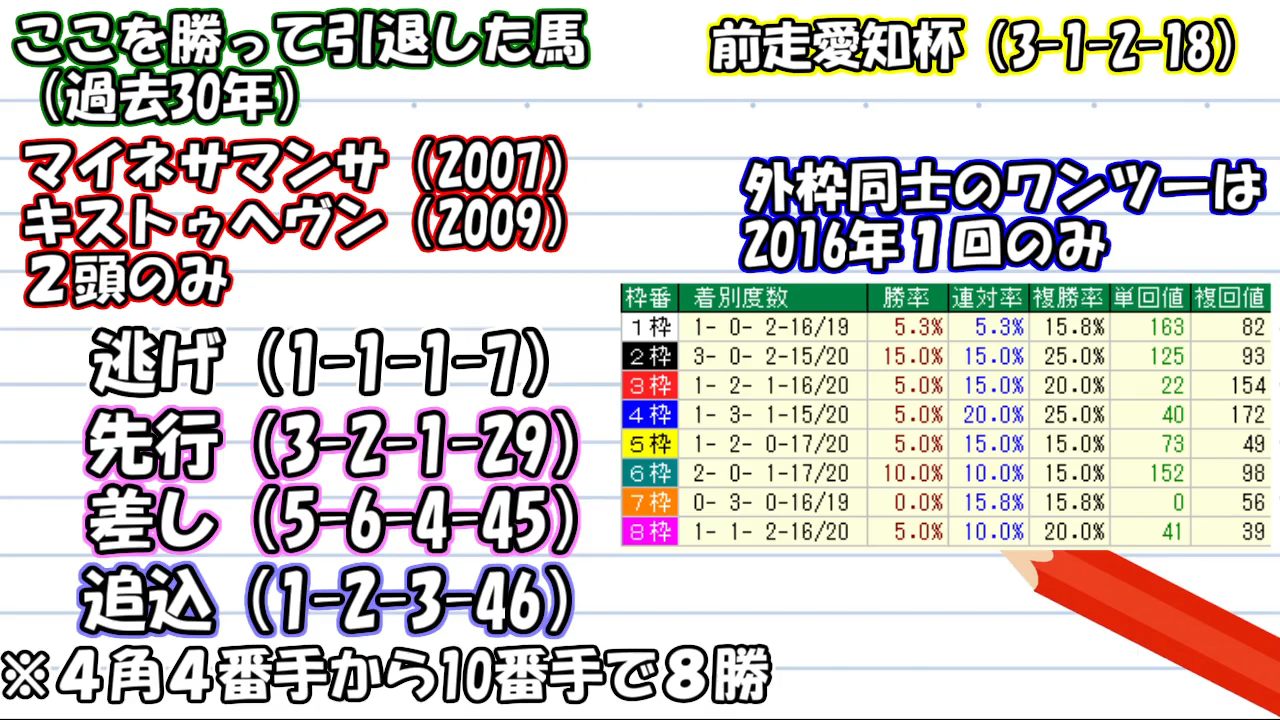 ここを勝って引退した馬
（過去30年）
マイネサマンサ（2007）
キストゥヘヴン（2009）
２頭のみ
逃げ（1-1-1-7）
先行（3-2-1-29）
差し（5-6-4-45）
追込（1-2-3-46）
※４角４番手から10番手で８勝
前走愛知杯（3-1-2-18）
外枠同士のワンツーは
2016年１回のみ
枠番 着別度数 勝率 連対率 複勝率 単回値 複回値
１枠 1- 0- 2-16/19 5.3% 5.3% 15.8% 163 82
２枠 3- 0- 2-15/20 15.0% 15.0% 25.0% 125 93
３枠 1- 2- 1-16/20 5.0% 15.0% 20.0% 22 154
４枠 1- 3- 1-15/20 5.0% 20.0% 25.0% 40 172
５枠 1- 2- 0-17/20 5.0% 15.0% 15.0% 73 49
６枠 2- 0- 1-17/20 10.0% 10.0% 15.0% 152 98
７枠 0- 3- 0-16/19 0.0% 15.8% 15.8% 0 56
８枠 1- 1- 2-16/20 5.0% 10.0% 20.0% 41 39